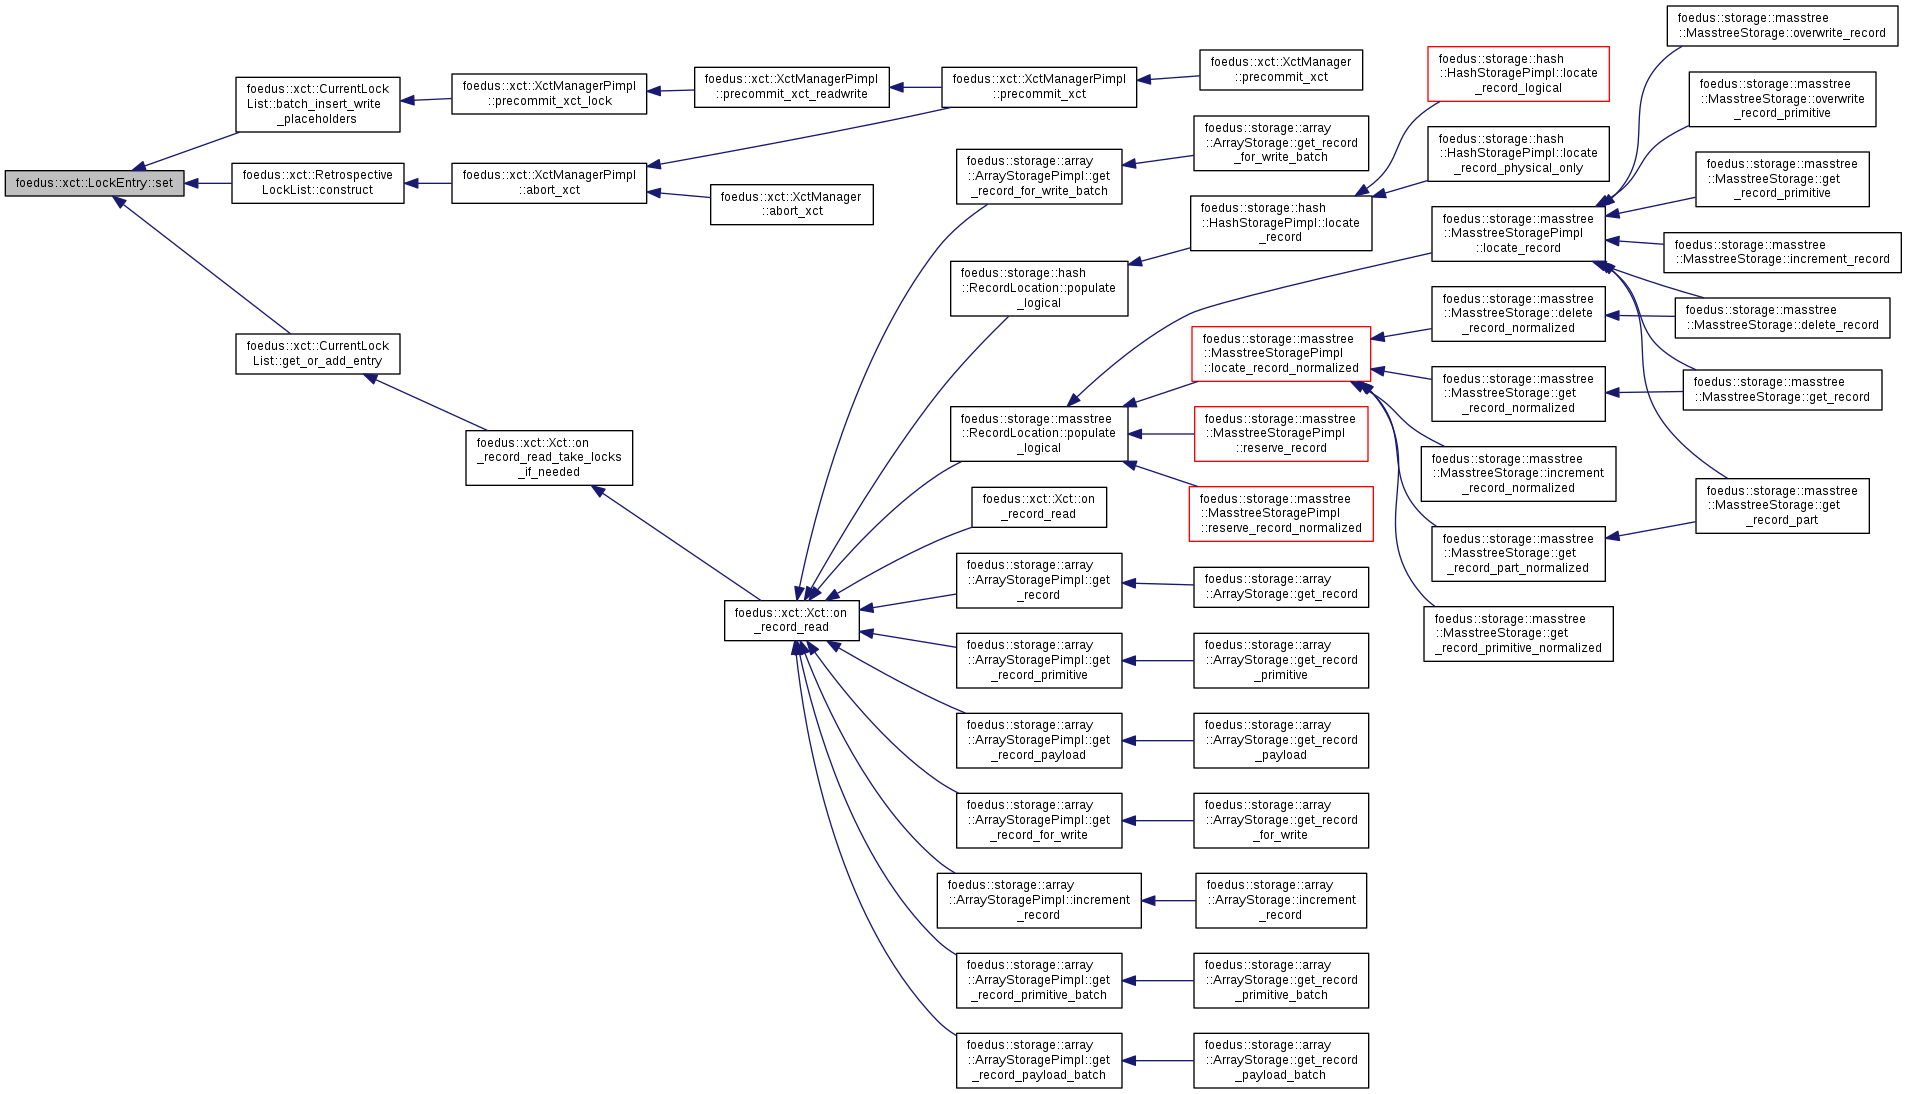 foedus::xct::LockEntry::set
foedus::xct::CurrentLock
List::batch_insert_write
_placeholders
foedus::xct::Retrospective
LockList::construct
foedus::xct::CurrentLock
List::get_or_add_entry
foedus::xct::XctManagerPimpl
::precommit_xct_lock
foedus::xct::XctManagerPimpl
::abort_xct
foedus::xct::Xct::on
_record_read_take_locks
_if_needed
foedus::xct::XctManagerPimpl
::precommit_xct_readwrite
foedus::xct::XctManager
::abort_xct
foedus::xct::Xct::on
_record_read
foedus::xct::XctManagerPimpl
::precommit_xct
foedus::storage::array
::ArrayStoragePimpl::get
_record_for_write_batch
foedus::storage::hash
::RecordLocation::populate
_logical
foedus::storage::masstree
::RecordLocation::populate
_logical
foedus::xct::Xct::on
_record_read
foedus::storage::array
::ArrayStoragePimpl::get
_record
foedus::storage::array
::ArrayStoragePimpl::get
_record_primitive
foedus::storage::array
::ArrayStoragePimpl::get
_record_payload
foedus::storage::array
::ArrayStoragePimpl::get
_record_for_write
foedus::storage::array
::ArrayStoragePimpl::increment
_record
foedus::storage::array
::ArrayStoragePimpl::get
_record_primitive_batch
foedus::storage::array
::ArrayStoragePimpl::get
_record_payload_batch
foedus::xct::XctManager
::precommit_xct
foedus::storage::array
::ArrayStorage::get_record
_for_write_batch
foedus::storage::hash
::HashStoragePimpl::locate
_record
foedus::storage::masstree
::MasstreeStoragePimpl
::locate_record_normalized
foedus::storage::masstree
::MasstreeStoragePimpl
::reserve_record
foedus::storage::masstree
::MasstreeStoragePimpl
::reserve_record_normalized
foedus::storage::array
::ArrayStorage::get_record
foedus::storage::array
::ArrayStorage::get_record
_primitive
foedus::storage::array
::ArrayStorage::get_record
_payload
foedus::storage::array
::ArrayStorage::get_record
_for_write
foedus::storage::array
::ArrayStorage::increment
_record
foedus::storage::array
::ArrayStorage::get_record
_primitive_batch
foedus::storage::array
::ArrayStorage::get_record
_payload_batch
foedus::storage::hash
::HashStoragePimpl::locate
_record_logical
foedus::storage::hash
::HashStoragePimpl::locate
_record_physical_only
foedus::storage::masstree
::MasstreeStoragePimpl
::locate_record
foedus::storage::masstree
::MasstreeStorage::delete
_record_normalized
foedus::storage::masstree
::MasstreeStorage::get
_record_normalized
foedus::storage::masstree
::MasstreeStorage::increment
_record_normalized
foedus::storage::masstree
::MasstreeStorage::get
_record_part_normalized
foedus::storage::masstree
::MasstreeStorage::get
_record_primitive_normalized
foedus::storage::masstree
::MasstreeStorage::overwrite_record
foedus::storage::masstree
::MasstreeStorage::overwrite
_record_primitive
foedus::storage::masstree
::MasstreeStorage::get
_record_primitive
foedus::storage::masstree
::MasstreeStorage::increment_record
foedus::storage::masstree
::MasstreeStorage::delete_record
foedus::storage::masstree
::MasstreeStorage::get_record
foedus::storage::masstree
::MasstreeStorage::get
_record_part